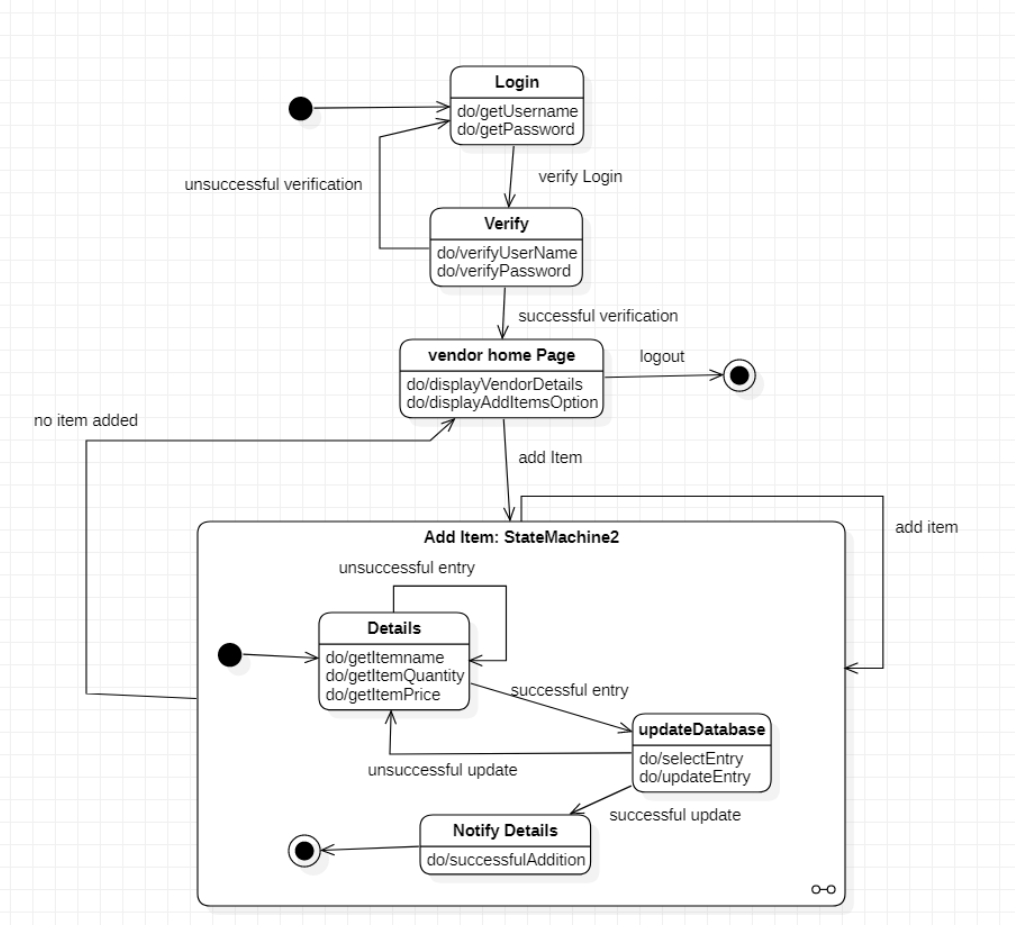 Login
do/getUsername
do/getPassword
unsuccessful verification
verify Login
Verify
do/verifyUserName
do/verifyPassword
successful verification
vendor home Page
do/displayVendorDetails
do/displayAddItemsOption
logout
no item added
add Item
add item
Add Item: StateMachine2
unsuccessful entry
Details
do/getItemname
do/getItemQuantity
do/getItemPrice
successful entry
updateDatabase
do/selectEntry
do/updateEntry
unsuccessful update
successful update
Notify Details
do/successfulAddition